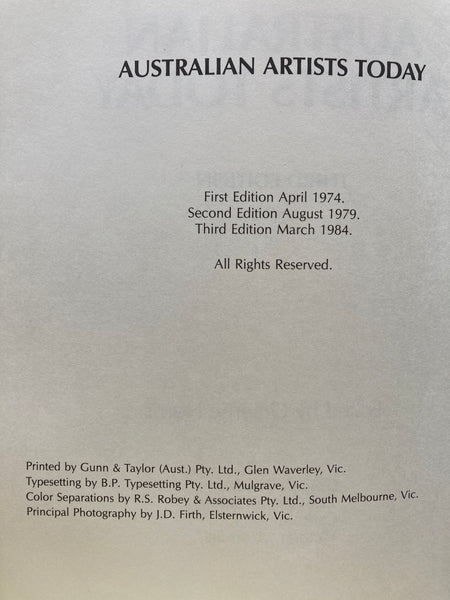 AUSTRALIAN ARTISTS TODAY
First Edition April 1974.
Second Edition August 1979.
Third Edition March 1984.
All Rights Reserved.
Printed by Gunn & Taylor (Aust.) Pty. Ltd., Glen Waverley, Vic.
Typesetting by B.P. Typesetting Pty. Ltd., Mulgrave, Vic.
Color Separations by R.S. Robey & Associates Pty. Ltd., South Melbourne, Vic.
Principal Photography by J.D. Firth, Elsternwick, Vic.